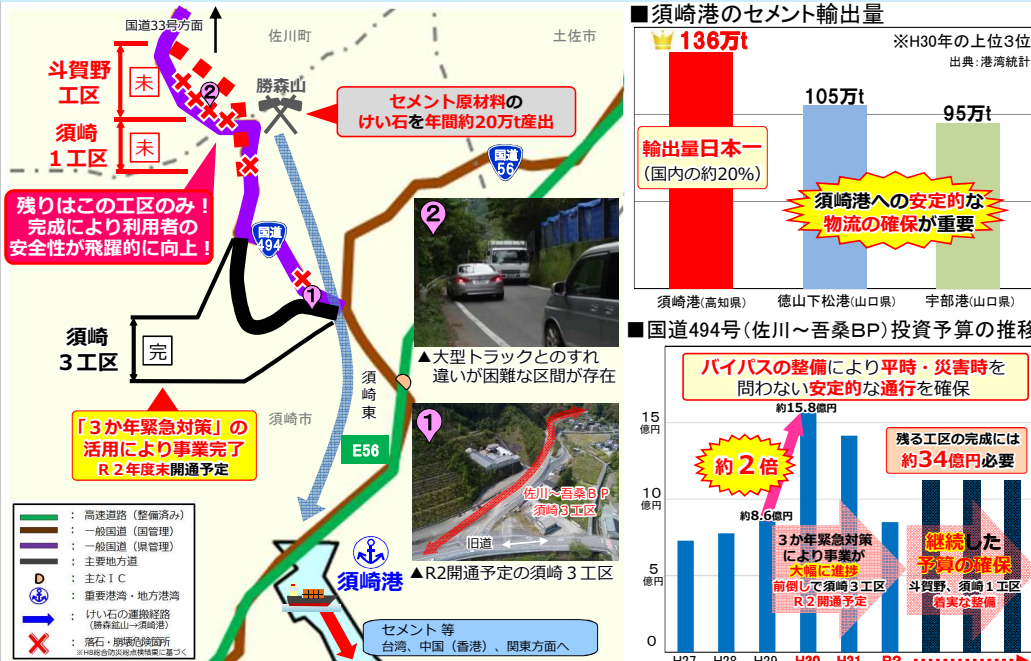 国道33号方面
佐川町
土佐市
斗賀野
工区
未
須崎
1工区
未
②
勝森山
セメント原材料の
けい石を年間約20万t産出
国道
56
残りはこの工区のみ！
完成により利用者の
安全性が飛躍的に向上！
国道
494
1
須崎
3工区
完
「３か年緊急対策」の
活用により事業完了
Ｒ２年度末開通予定
須崎市
須崎東
E56
2
▲大型トラックとのすれ
違いが困難な区間が存在
1
佐川～吾桑ＢＰ
須崎３工区
旧道
▲R2開通予定の須崎３工区
： 高速道路（整備済み）
： 一般国道（国管理）
： 一般国道（県管理）
： 主要地方道
： 主なＩＣ
： 重要港湾・地方港湾
： けい石の運搬経路
（勝森鉱山→須崎港）
： 落石・崩壊危険箇所
※H8総合防災総点検結果に基づく
須崎港
セメント 等
台湾、中国（香港）、関東方面へ
■須崎港のセメント輸出量
136万t
※H30年の上位3位
出典：港湾統計
105万t
95万t
輸出量日本一
（国内の約20％）
須崎港への安定的な
物流の確保が重要
須崎港（高知県）
徳山下松港（山口県）
宇部港（山口県）
■国道494号（佐川～吾桑ＢＰ）投資予算の推移
バイパスの整備により平時・災害時を
問わない安定的な通行を確保
約15.8億円
15
億円
約２倍
残る工区の完成には
約34億円必要
10
億円
約8.6億円
３か年緊急対策
により事業が
大幅に進捗
前倒しで須崎３工区
Ｒ２開通予定
継続した
予算の確保
斗賀野、須崎１工区
着実な整備
5
億円
0
H27
H28
H29
H30
H31
R2